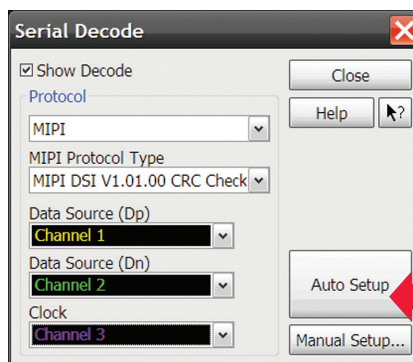 Serial Decode
Show Decode
Close
Protocol
Help
?
MIPI
MIPI Protocol Type
MIPI DSI V1.01.00 CRC Check
Data Source (Dp)
Channel 1
Data Source (Dn)
Channel 2
Auto Setup
Clock
Channel 3
Manual Setup...